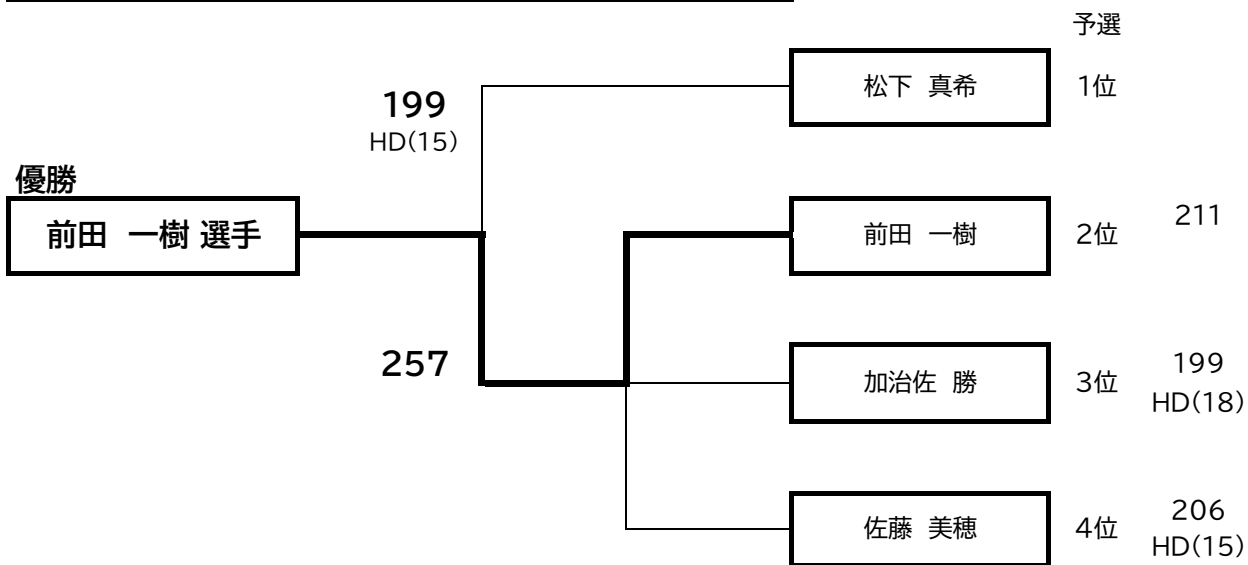 予選
松下 真希
1位
199
HD(15)
優勝
前田 一樹 選手
前田 一樹
2位
211
257
加治佐 勝
3位
199
HD(18)
佐藤 美穂
4位
206
HD(15)